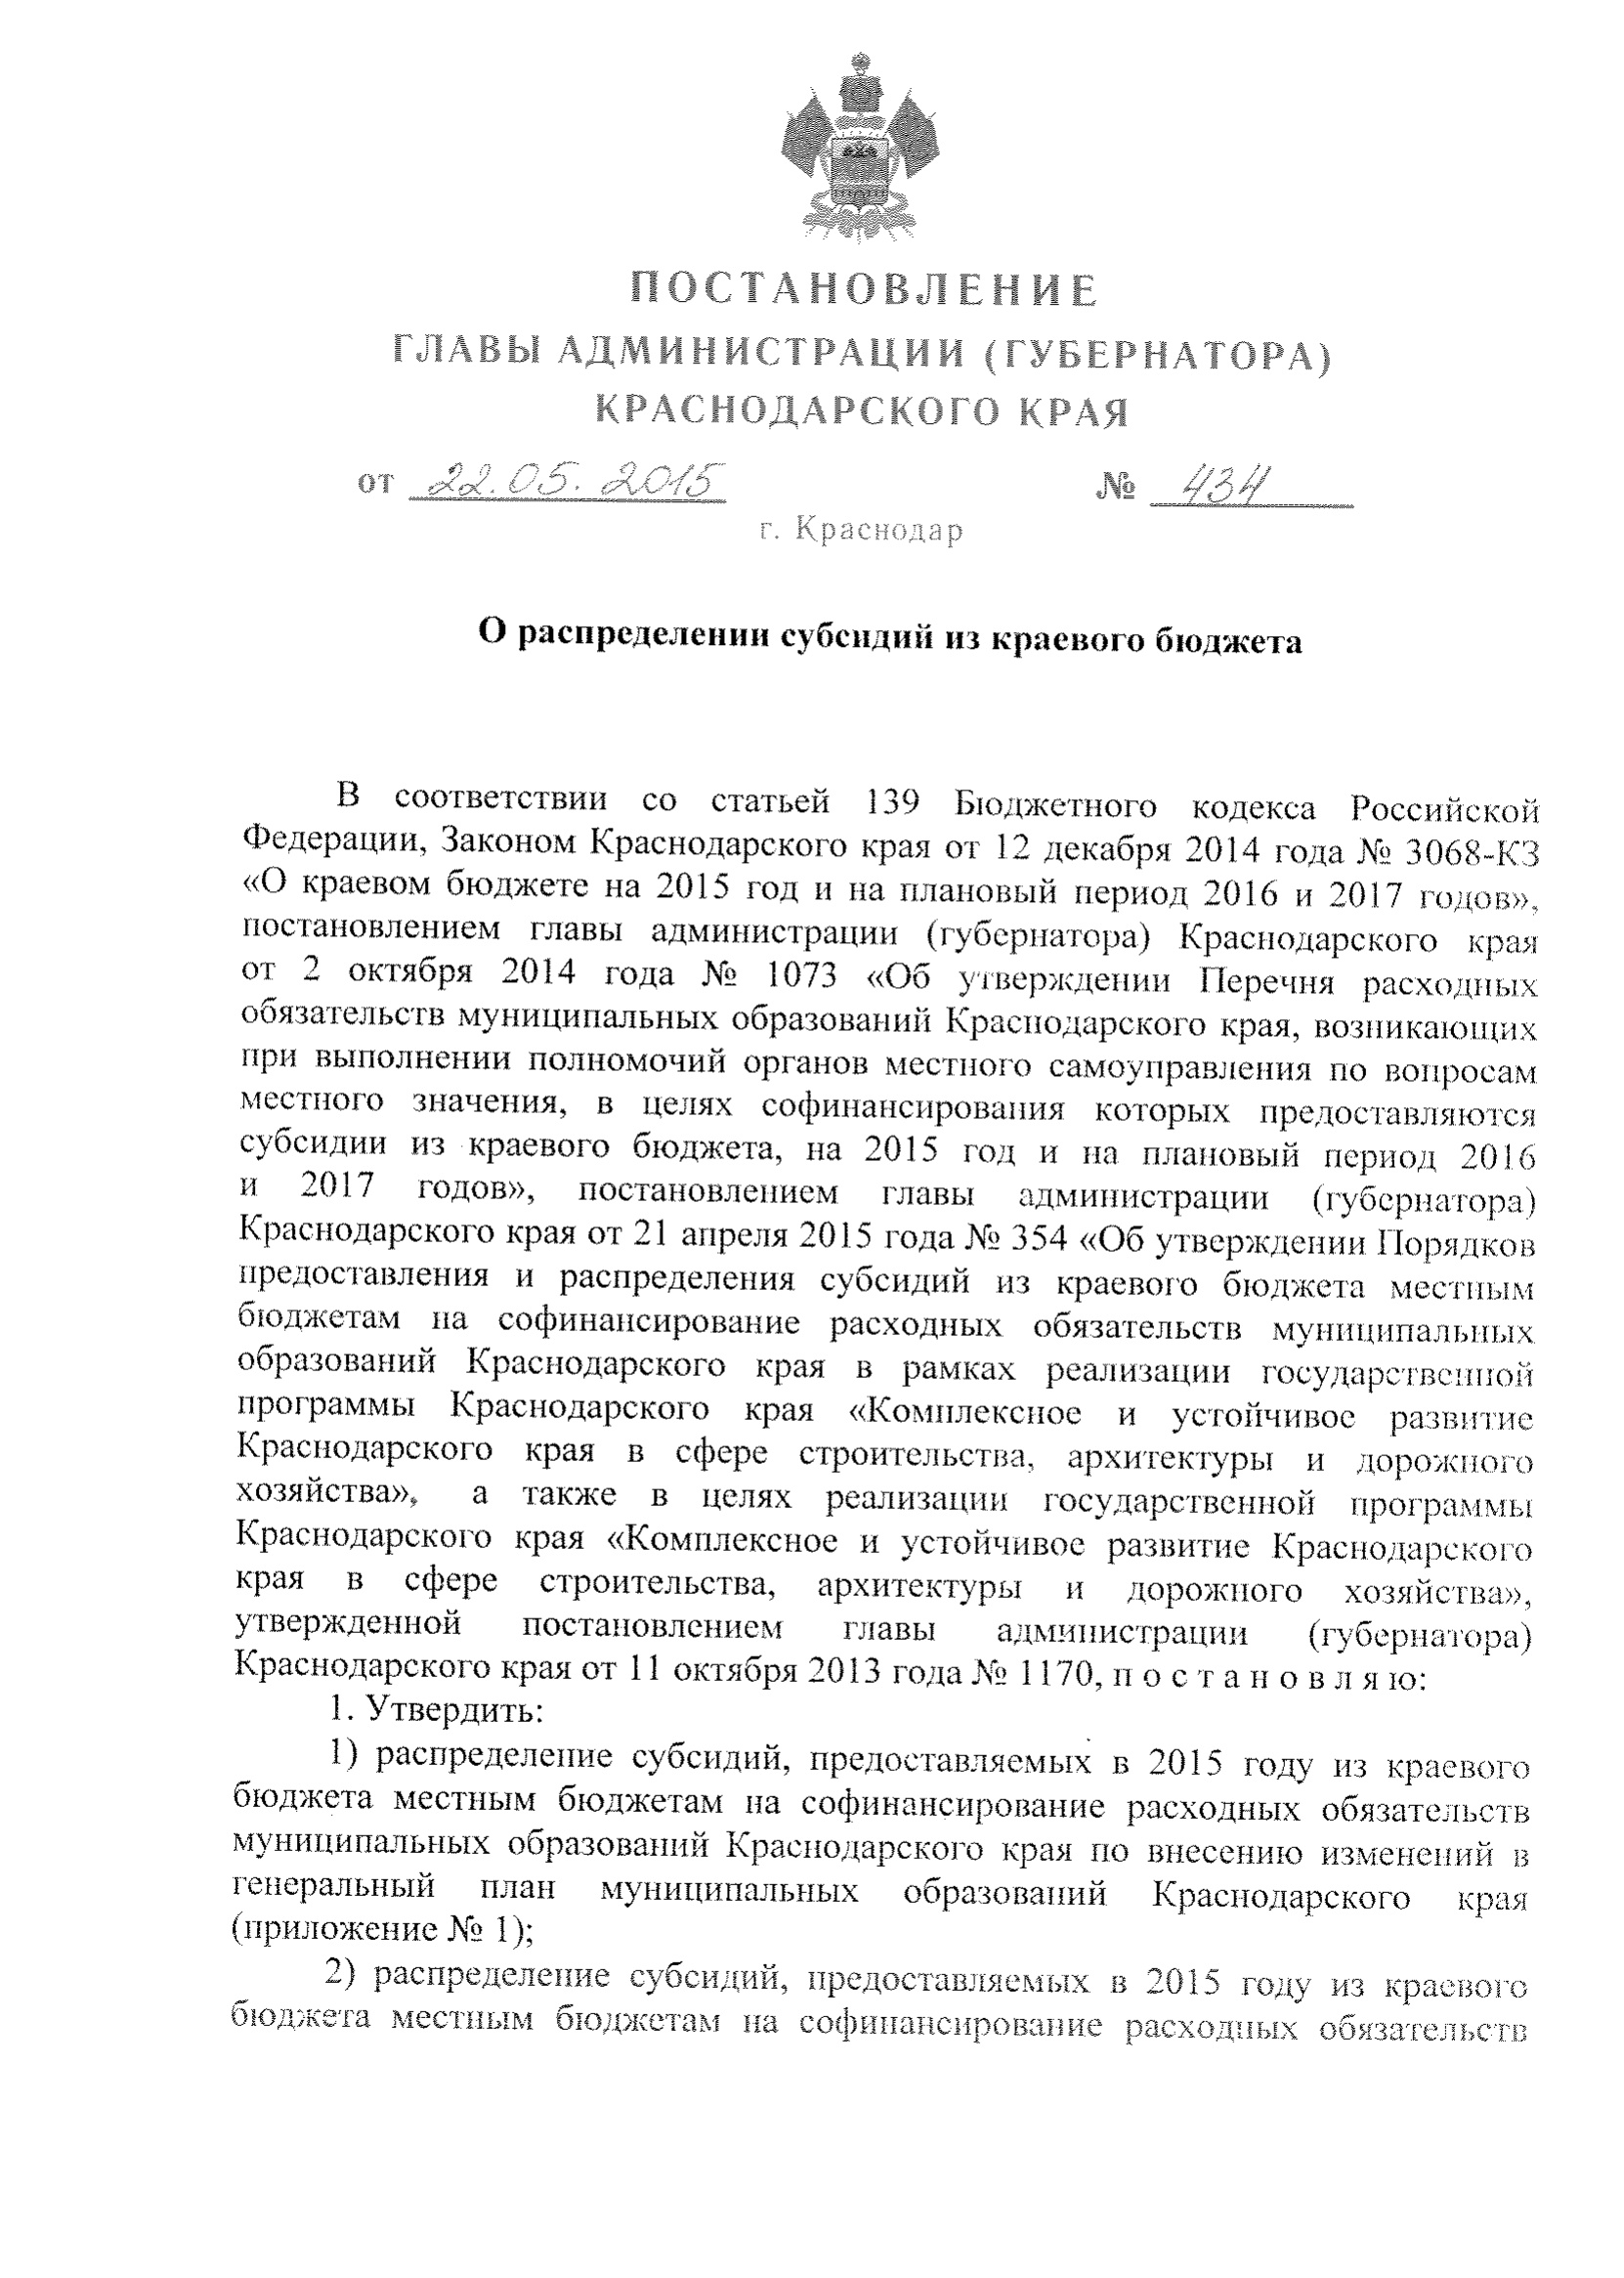 ПОСТАНОВЛЕНИЕ
ГЛАВЫ АДМИНИСТРАЦИИ (ГУБЕРНАТОРА)
КРАСНОДАРСКОГО КРАЯ
от 22.05.2015 № 434
г. Краснодар
О распределении субсидий из краевого бюджета
В соответствии со статьей 139 Бюджетного кодекса Российской
Федерации, Законом Краснодарского края от 12 декабря 2014 года № 3068-КЗ
«О краевом бюджете на 2015 год и на плановый период 2016 и 2017 годов»,
постановлением главы администрации (губернатора) Краснодарского края
от 2 октября 2014 года № 1073 «Об утверждении Перечня расходных
обязательств муниципальных образований Краснодарского края, возникающих
при выполнении полномочий органов местного самоуправления по вопросам
местного значения, в целях софинансирования которых предоставляются
субсидии из краевого бюджета, на 2015 год и на плановый период 2016
и 2017 годов», постановлением главы администрации (губернатора)
Краснодарского края от 21 апреля 2015 года № 354 «Об утверждении Порядков
предоставления и распределения субсидий из краевого бюджета местным
бюджетам на софинансирование расходных обязательств муниципальных
образований Краснодарского края в рамках реализации государственной
программы Краснодарского края «Комплексное и устойчивое развитие
Краснодарского края в сфере строительства, архитектуры и дорожного
хозяйства», а также в целях реализации государственной программы
Краснодарского края «Комплексное и устойчивое развитие Краснодарского
края в сфере строительства, архитектуры и дорожного хозяйства»,
утвержденной постановлением главы администрации (губернатора)
Краснодарского края от 11 октября 2013 года № 1170, п о с т а н о в л я ю:
1. Утвердить:
1) распределение субсидий, предоставляемых в 2015 году из краевого
бюджета местным бюджетам на софинансирование расходных обязательств
муниципальных образований Краснодарского края по внесению изменений в
генеральный план муниципальных образований Краснодарского края
(приложение № 1);
2) распределение субсидий, предоставляемых в 2015 году из краевого
бюджета местным бюджетам на софинансирование расходных обязательств